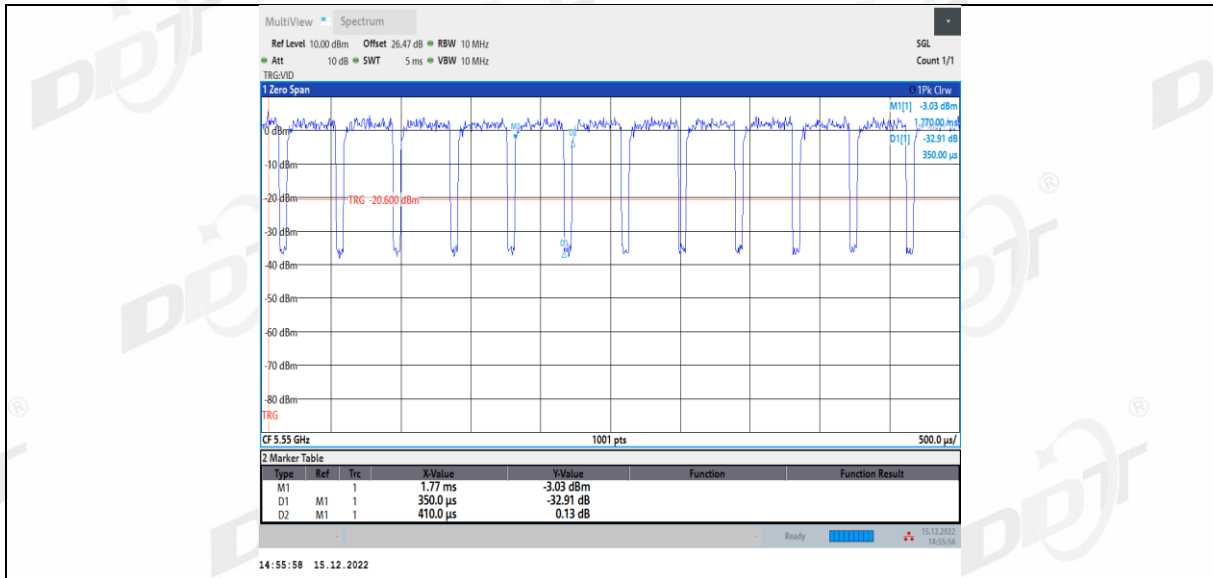 MultiView Spectrum
Ref Level 10.00 dBm Offset 26.47 dB RBW 10 MHz SGL
Att 10 dB SWT 5 ms VBW 10 MHz Count 1/1
TRG:VID
1 Zero Span 1Pk Clrw
M1[1] -3.03 dBm
1.770 00 ms
D1[1] -32.91 dB
350.00 µs
0 dBm
M1
D2
-10 dBm
-20 dBm
TRG -20.600 dBm
-30 dBm
D1
-40 dBm
-50 dBm
-60 dBm
-70 dBm
-80 dBm
TRG
CF 5.55 GHz 1001 pts 500.0 µs/
2 Marker Table
Type Ref Trc X-Value Y-Value Function Function Result
M1 1 1.77 ms -3.03 dBm
D1 M1 1 350.0 µs -32.91 dB
D2 M1 1 410.0 µs 0.13 dB
Ready 15.12.2022
14:55:58
14:55:58 15.12.2022
DDT
®